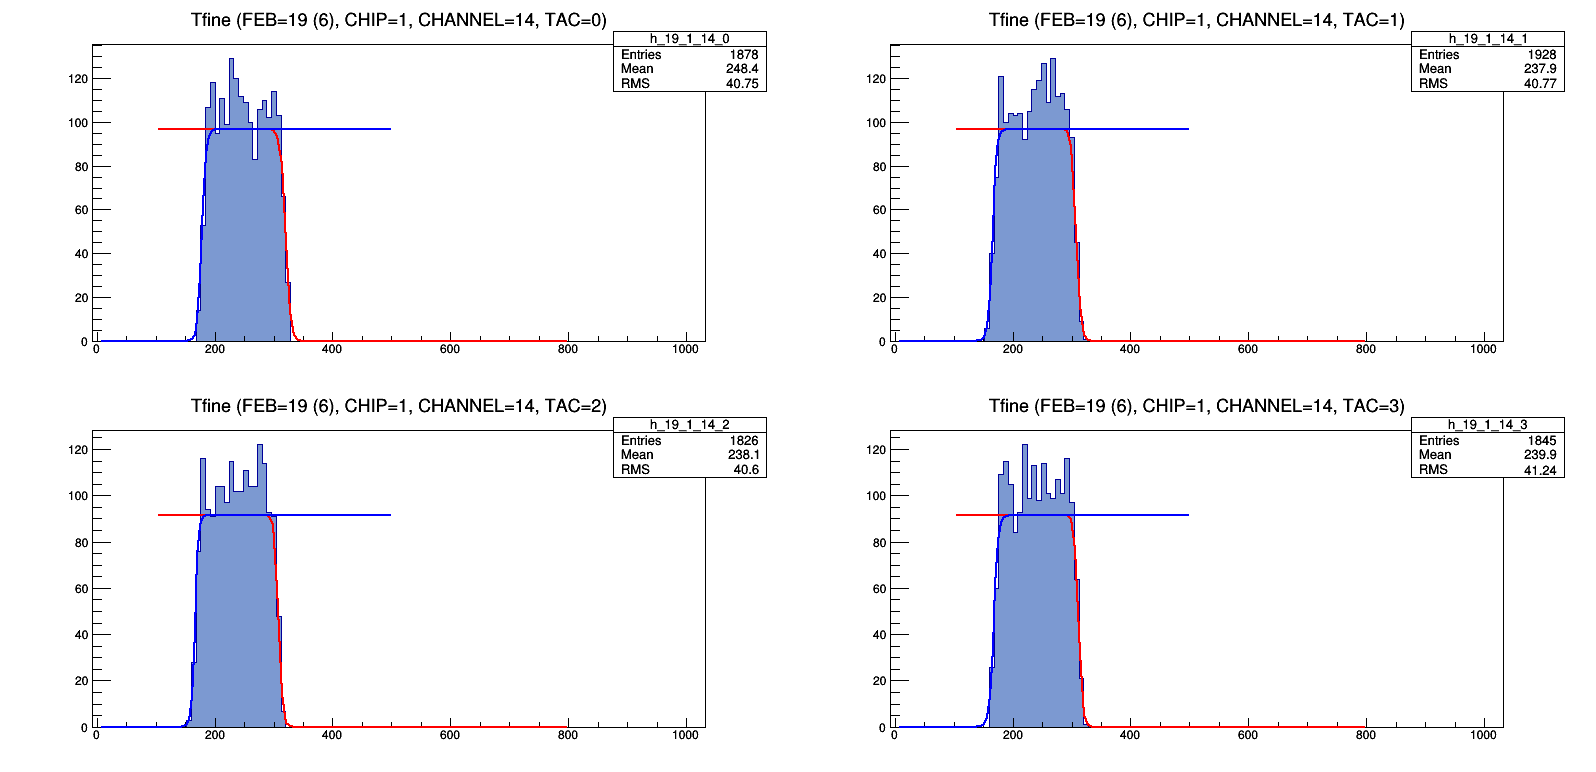 Tfine (FEB=19 (6), CHIP=1, CHANNEL=14, TAC=0)
h_19_1_14_0
Entries 1878
Mean 248.4
RMS 40.75
120
100
80
60
40
20
0
0 200 400 600 800 1000
Tfine (FEB=19 (6), CHIP=1, CHANNEL=14, TAC=1)
h_19_1_14_1
Entries 1928
Mean 237.9
RMS 40.77
120
100
80
60
40
20
0
0 200 400 600 800 1000
Tfine (FEB=19 (6), CHIP=1, CHANNEL=14, TAC=2)
h_19_1_14_2
Entries 1826
Mean 238.1
RMS 40.6
120
100
80
60
40
20
0
0 200 400 600 800 1000
Tfine (FEB=19 (6), CHIP=1, CHANNEL=14, TAC=3)
h_19_1_14_3
Entries 1845
Mean 239.9
RMS 41.24
120
100
80
60
40
20
0
0 200 400 600 800 1000